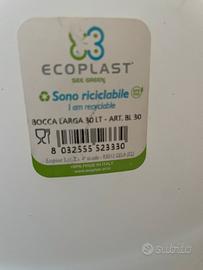 ECOPLAST
SEE GREEN
Sono riciclabile
I am recyclable
BOCCA LARGA 30 LT - ART. BL 30
8 032555 523330
100% MADE IN ITALY
subito